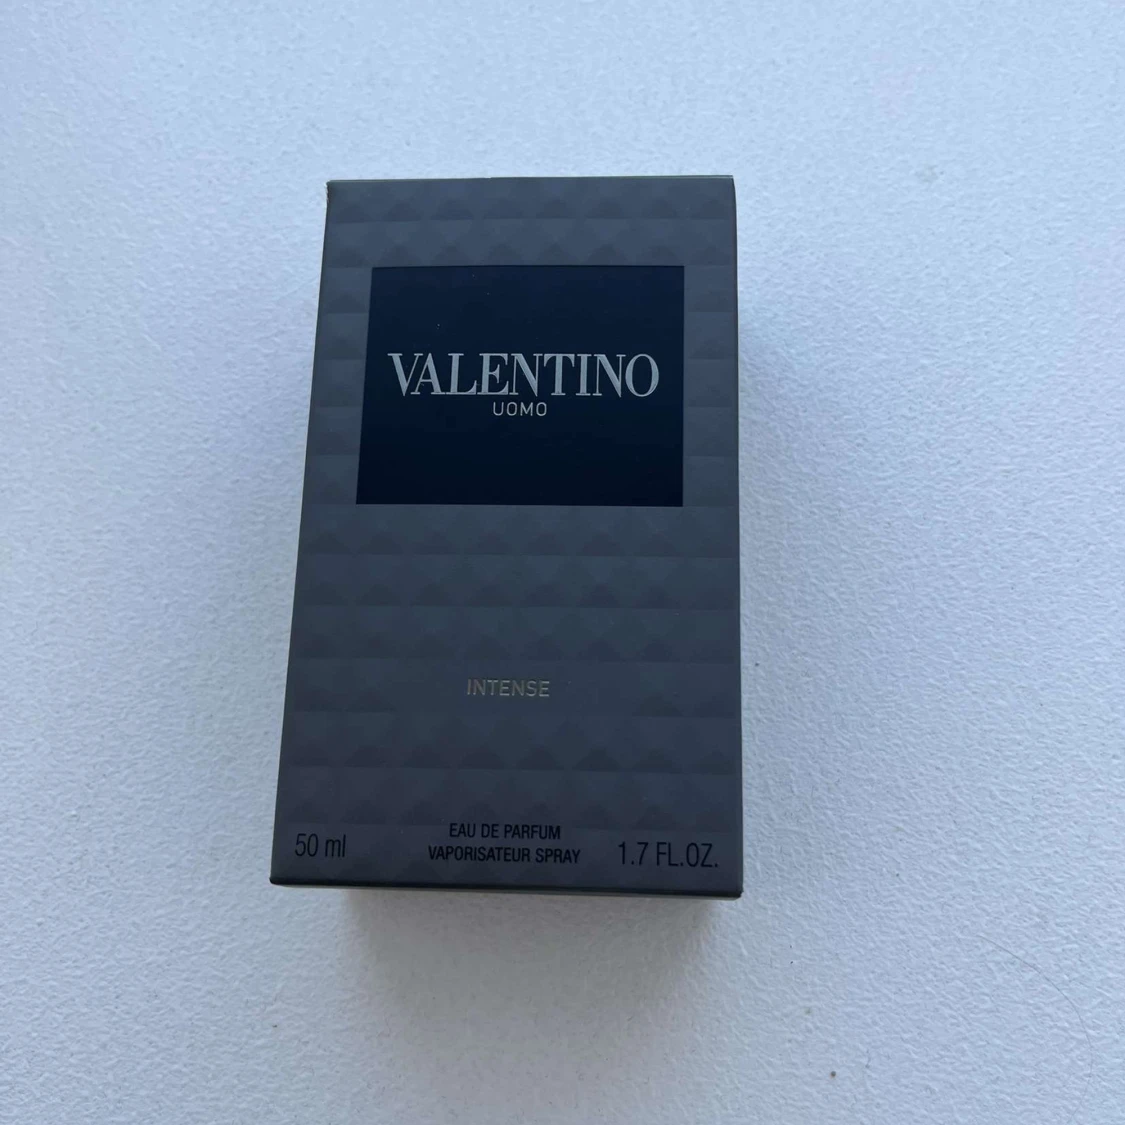 VALENTINO
UOMO
INTENSE
EAU DE PARFUM
50 ml VAPORISATEUR SPRAY 1.7 FL.OZ.